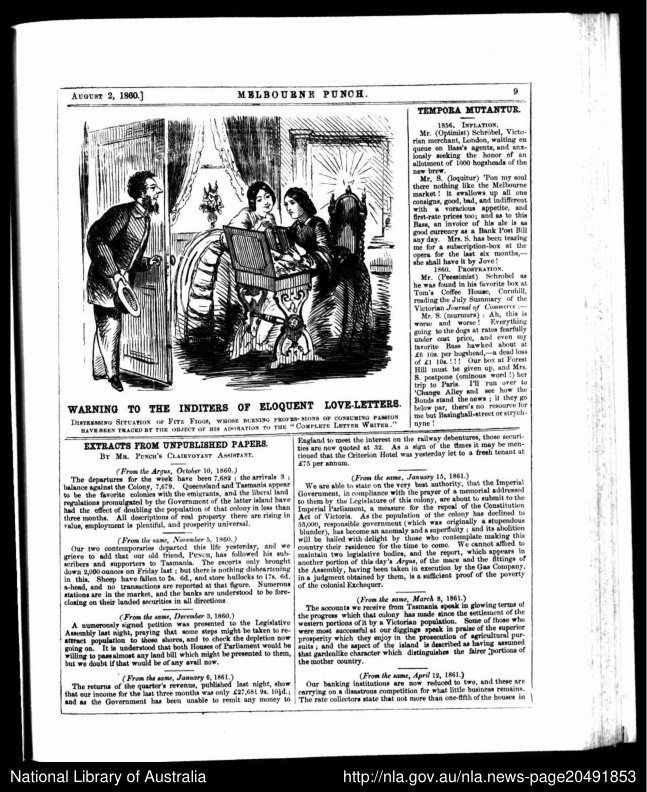 AUGUST 2, 1860.] MELBOURNE PUNCH. 9
WARNING TO THE INDITERS OF ELOQUENT LOVE-LETTERS.
DISTRESSING SITUATION OF FITZ FIGGS, WHOSE BURNING PROFES-SIONS OF CONSUMING PASSION
HAVE BEEN TRACED BY THE OBJECT OF HIS ADORATION TO THE "COMPLETE LETTER WRITER."
TEMPORA MUTANTUR.
1856. INFLATION.
Mr. (Optimist) Schröbel, Victo-
rian merchant, London, waiting en
queue on Bass's agents, and anx-
iously seeking the honor of an
allotment of 1000 hogsheads of the
new brew.
Mr. S. (loquitur) 'Pon my soul
there nothing like the Melbourne
market! it swallows up all one
consigns, good, bad, and indifferent
with a voracious appetite, and
first-rate prices too; and as to this
Bass, an invoice of his ale is as
good currency as a Bank Post Bill
any day. Mrs. S. has been teazing
me for a subscription-box at the
opera for the last six months,—
she shall have it by Jove!
1860. PROSTRATION.
Mr. (Pessimist) Schrobel as
he was found in his favorite box at
Tom's Coffee House, Cornhill,
reading the July Summary of the
Victorian Journal of Commerce:—
Mr. S. (murmurs): Ah, this is
worse and worse! Everything
going to the dogs at rates fearfully
under cost price, and even my
favorite Bass hawked about at
£6 10s. per hogshead,—a dead loss
of £1 10s.!!! Our box at Forest
Hill must be given up, and Mrs.
S. postpone (ominous word!) her
trip to Paris. I'll run over to
'Change Alley and see how the
Bonds stand the news; if they go
below par, there's no resource for
me but Basinghall-street or strych-
nyne!
EXTRACTS FROM UNPUBLISHED PAPERS.
BY MR. PUNCH'S CLAIRVOYANT ASSISTANT.
(From the Argus, October 10, 1860.)
The departures for the week have been 7,682; the arrivals 3;
balance against the Colony, 7,679. Queensland and Tasmania appear
to be the favorite colonies with the emigrants, and the liberal land
regulations promulgated by the Government of the latter island have
had the effect of doubling the population of that colony in less than
three months. All descriptions of real property there are rising in
value, employment is plentiful, and prosperity universal.
(From the same, November 5, 1860.)
Our two contemporaries departed this life yesterday, and we
grieve to add that our old friend, PUNCH, has followed his sub-
scribers and supporters to Tasmania. The escorts only brought
down 2,000 ounces on Friday last; but there is nothing disheartening
in this. Sheep have fallen to 2s. 6d., and store bullocks to 17s. 6d.
a-head, and no transactions are reported at that figure. Numerous
stations are in the market, and the banks are understood to be fore-
closing on their landed securities in all directions.
(From the same, December 3, 1860.)
A numerously signed petition was presented to the Legislative
Assembly last night, praying that some steps might be taken to re-
attract population to these shores, and to check the depletion now
going on. It is understood that both Houses of Parliament would be
willing to pass almost any land bill which might be presented to them,
but we doubt if that would be of any avail now.
(From the same, January 6, 1861.)
The returns of the quarter's revenue, published last night, show
that our income for the last three months was only £27,681 9s. 10½d.;
and as the Government has been unable to remit any money to
England to meet the interest on the railway debentures, those securi-
ties are now quoted at 32. As a sign of the times it may be men-
tioned that the Criterion Hotel was yesterday let to a fresh tenant at
£75 per annum.
(From the same, January 15, 1861.)
We are able to state on the very best authority, that the Imperial
Government, in compliance with the prayer of a memorial addressed
to them by the Legislature of this colony, are about to submit to the
Imperial Parliament, a measure for the repeal of the Constitution
Act of Victoria. As the population of the colony has declined to
53,000, responsible government (which was originally a stupendous
blunder), has become an anomaly and a superfluity; and its abolition
will be hailed with delight by those who contemplate making this
country their residence for the time to come. We cannot afford to
maintain two legislative bodies, and the report, which appears in
another portion of this day's Argus, of the mace and the fittings of
the Assembly, having been taken in execution by the Gas Company,
in a judgment obtained by them, is a sufficient proof of the poverty
of the colonial Exchequer.
(From the same, March 8, 1861.)
The accounts we receive from Tasmania speak in glowing terms of
the progress which that colony has made since the settlement of the
western portions of it by a Victorian population. Some of those who
were most successful at our diggings speak in praise of the superior
prosperity which they enjoy in the prosecution of agricultural pur-
suits; and the aspect of the island is described as having assumed
that gardenlike character which distinguishes the fairer portions of
the mother country.
(From the same, April 12, 1861.)
Our banking institutions are now reduced to two, and these are
carrying on a disastrous competition for what little business remains.
The rate collectors state that not more than one-fifth of the houses in
National Library of Australia http://nla.gov.au/nla.news-page20491853